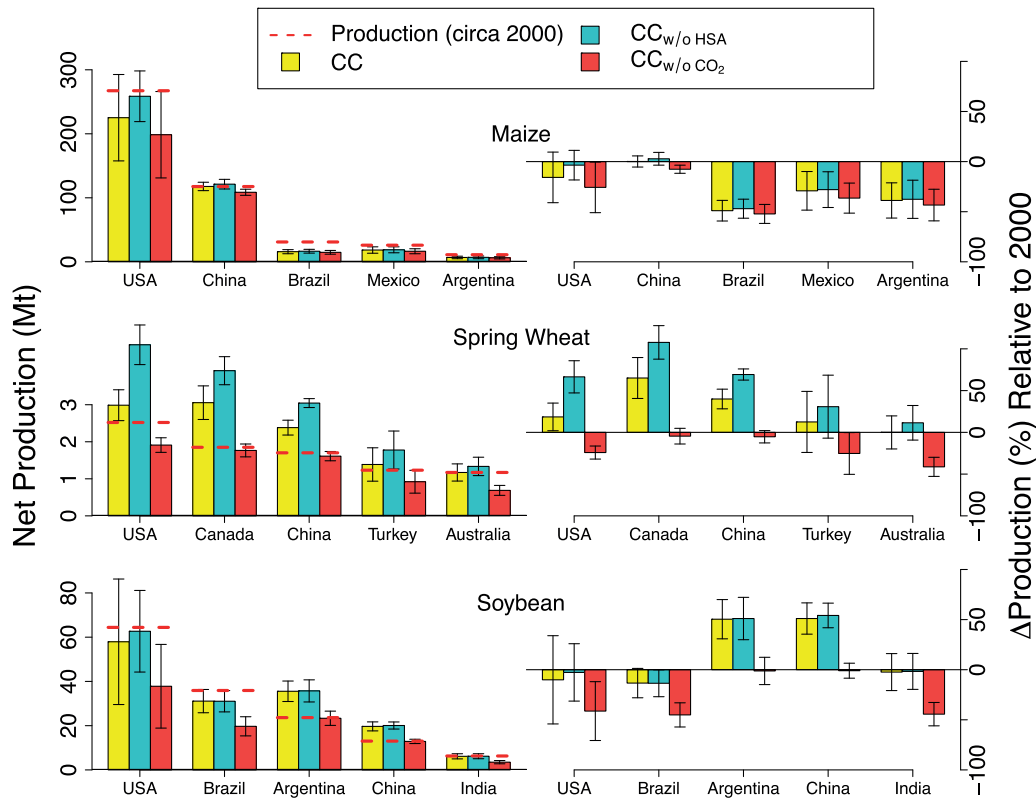 Production (circa 2000)
CC
CCw/o HSA
CCw/o CO₂
Net Production (Mt)
ΔProduction (%) Relative to 2000
Maize
300
200
100
0
USA China Brazil Mexico Argentina
USA China Brazil Mexico Argentina
50
0
−100
Spring Wheat
3
2
1
0
USA Canada China Turkey Australia
USA Canada China Turkey Australia
50
0
−100
Soybean
80
60
40
20
0
USA Brazil Argentina China India
USA Brazil Argentina China India
50
0
−100